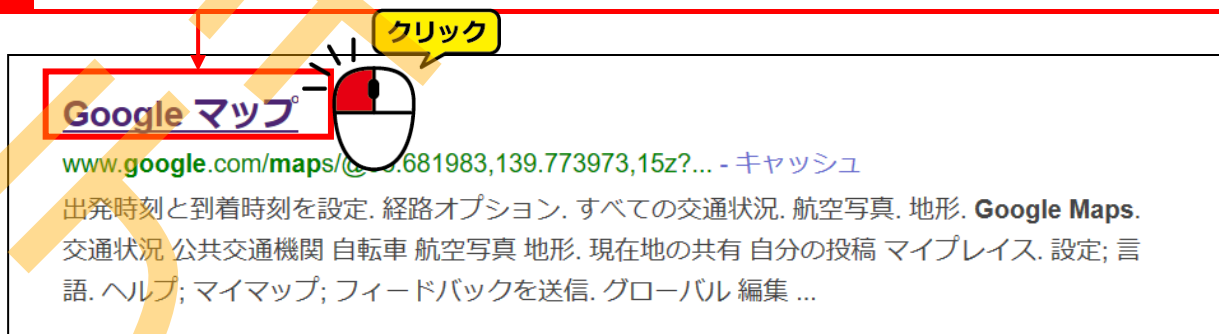 クリック
Google マップ
www.google.com/maps/@ .681983,139.773973,15z?... - キャッシュ
出発時刻と到着時刻を設定. 経路オプション. すべての交通状況. 航空写真. 地形. Google Maps.
交通状況 公共交通機関 自転車 航空写真 地形. 現在地の共有 自分の投稿 マイプレイス. 設定; 言
語. ヘルプ; マイマップ; フィードバックを送信. グローバル 編集 ...